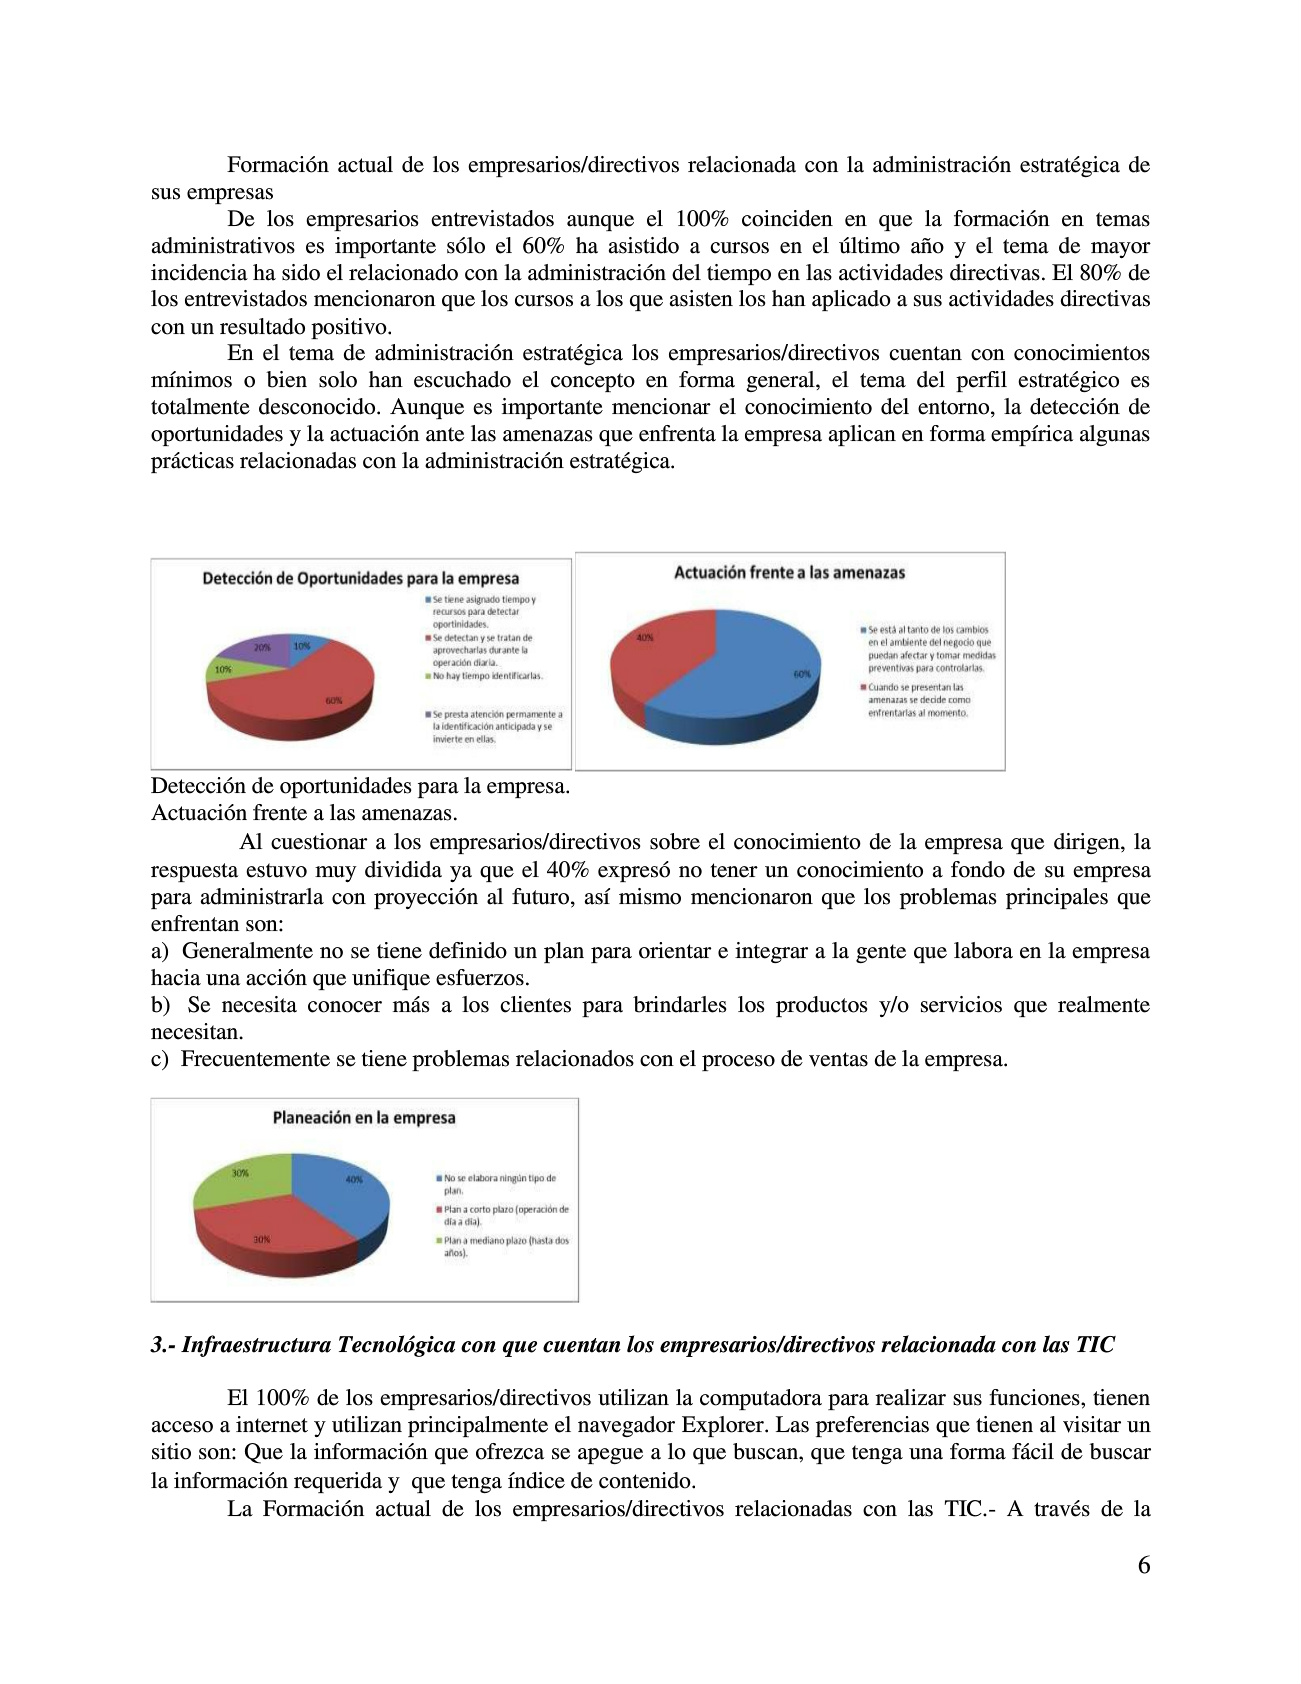 Formación actual de los empresarios/directivos relacionada con la administración estratégica de
sus empresas
De los empresarios entrevistados aunque el 100% coinciden en que la formación en temas
administrativos es importante sólo el 60% ha asistido a cursos en el último año y el tema de mayor
incidencia ha sido el relacionado con la administración del tiempo en las actividades directivas. El 80% de
los entrevistados mencionaron que los cursos a los que asisten los han aplicado a sus actividades directivas
con un resultado positivo.
En el tema de administración estratégica los empresarios/directivos cuentan con conocimientos
mínimos o bien solo han escuchado el concepto en forma general, el tema del perfil estratégico es
totalmente desconocido. Aunque es importante mencionar el conocimiento del entorno, la detección de
oportunidades y la actuación ante las amenazas que enfrenta la empresa aplican en forma empírica algunas
prácticas relacionadas con la administración estratégica.
Detección de Oportunidades para la empresa
20%
10%
10%
60%
Se tiene asignado tiempo y
recursos para detectar
oportinidades.
Se detectan y se tratan de
aprovecharlas durante la
operación diaria.
No hay tiempo identificarlas.
Se presta atención permamente a
la identificación anticipada y se
invierte en ellas.
Actuación frente a las amenazas
40%
60%
Se está al tanto de los cambios
en el ambiente del negocio que
puedan afectar y tomar medidas
preventivas para controlarlas.
Cuando se presentan las
amenazas se decide como
enfrentarlas al momento.
Detección de oportunidades para la empresa.
Actuación frente a las amenazas.
Al cuestionar a los empresarios/directivos sobre el conocimiento de la empresa que dirigen, la
respuesta estuvo muy dividida ya que el 40% expresó no tener un conocimiento a fondo de su empresa
para administrarla con proyección al futuro, así mismo mencionaron que los problemas principales que
enfrentan son:
a) Generalmente no se tiene definido un plan para orientar e integrar a la gente que labora en la empresa
hacia una acción que unifique esfuerzos.
b) Se necesita conocer más a los clientes para brindarles los productos y/o servicios que realmente
necesitan.
c) Frecuentemente se tiene problemas relacionados con el proceso de ventas de la empresa.
Planeación en la empresa
30%
40%
30%
No se elabora ningún tipo de
plan.
Plan a corto plazo (operación de
día a día).
Plan a mediano plazo (hasta dos
años).
3.- Infraestructura Tecnológica con que cuentan los empresarios/directivos relacionada con las TIC
El 100% de los empresarios/directivos utilizan la computadora para realizar sus funciones, tienen
acceso a internet y utilizan principalmente el navegador Explorer. Las preferencias que tienen al visitar un
sitio son: Que la información que ofrezca se apegue a lo que buscan, que tenga una forma fácil de buscar
la información requerida y que tenga índice de contenido.
La Formación actual de los empresarios/directivos relacionadas con las TIC.- A través de la
6